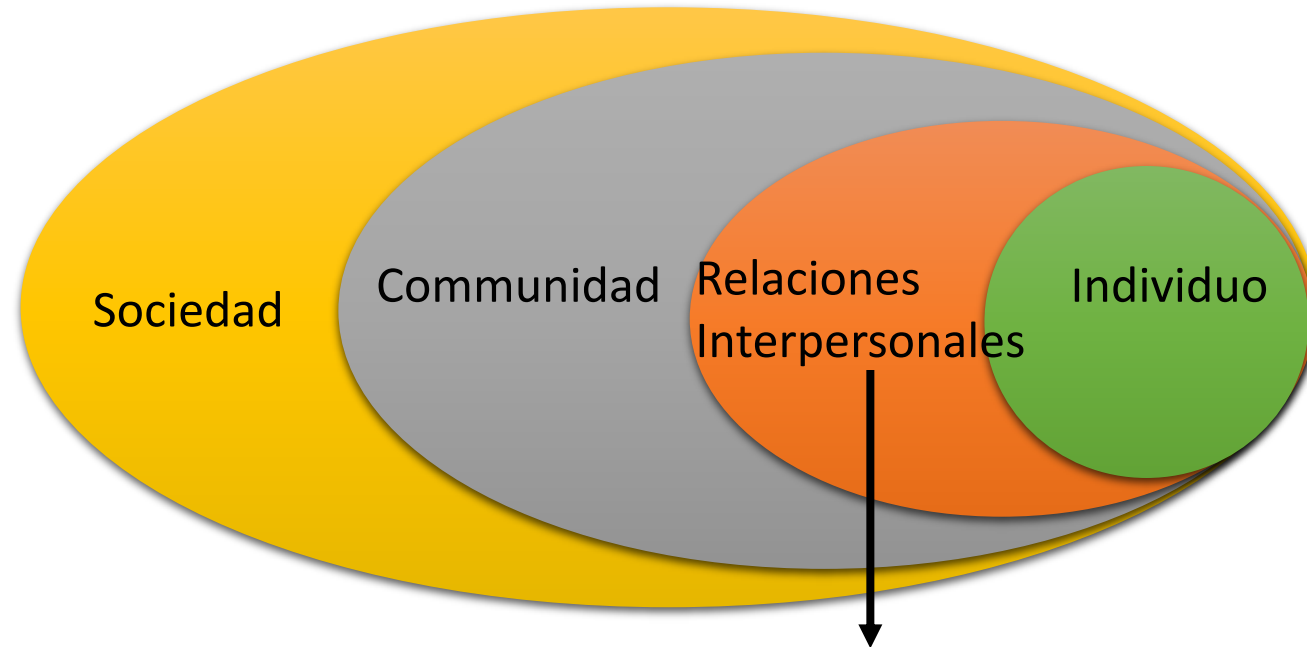 Sociedad
Communidad
Relaciones
Interpersonales
Individuo